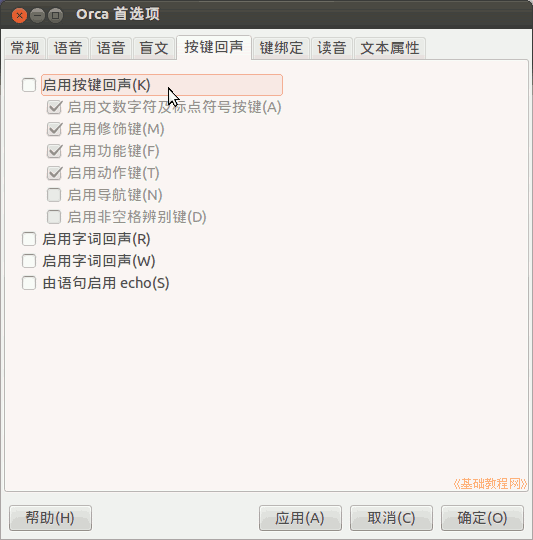 Orca 首选项
常规 语音 语音 盲文 按键回声 键绑定 读音 文本属性
启用按键回声(K)
启用文数字符及标点符号按键(A)
启用修饰键(M)
启用功能键(F)
启用动作键(T)
启用导航键(N)
启用非空格辨别键(D)
启用字词回声(R)
启用字词回声(W)
由语句启用 echo(S)
《基础教程网》
帮助(H) 应用(A) 取消(C) 确定(O)